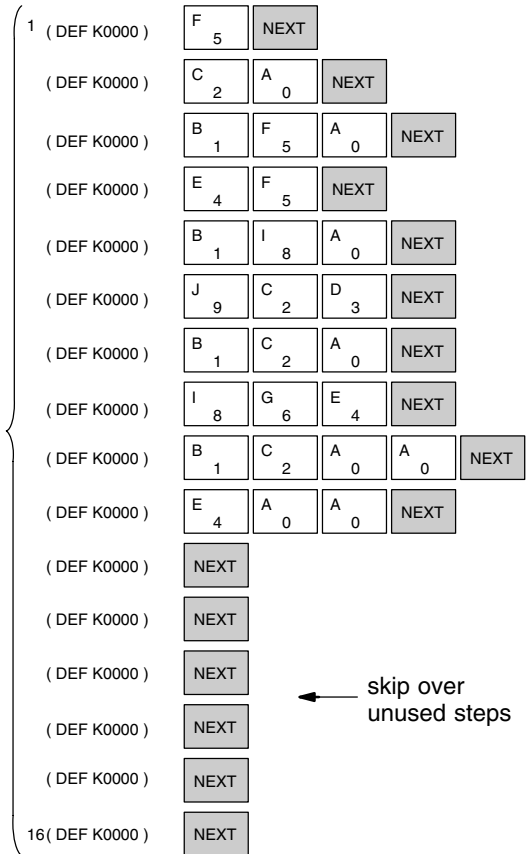 1 ( DEF K0000 ) F 5 NEXT
( DEF K0000 ) C 2 A 0 NEXT
( DEF K0000 ) B 1 F 5 A 0 NEXT
( DEF K0000 ) E 4 F 5 NEXT
( DEF K0000 ) B 1 I 8 A 0 NEXT
( DEF K0000 ) J 9 C 2 D 3 NEXT
( DEF K0000 ) B 1 C 2 A 0 NEXT
( DEF K0000 ) I 8 G 6 E 4 NEXT
( DEF K0000 ) B 1 C 2 A 0 A 0 NEXT
( DEF K0000 ) E 4 A 0 A 0 NEXT
( DEF K0000 ) NEXT
( DEF K0000 ) NEXT
( DEF K0000 ) NEXT
skip over
unused steps
( DEF K0000 ) NEXT
( DEF K0000 ) NEXT
16( DEF K0000 ) NEXT